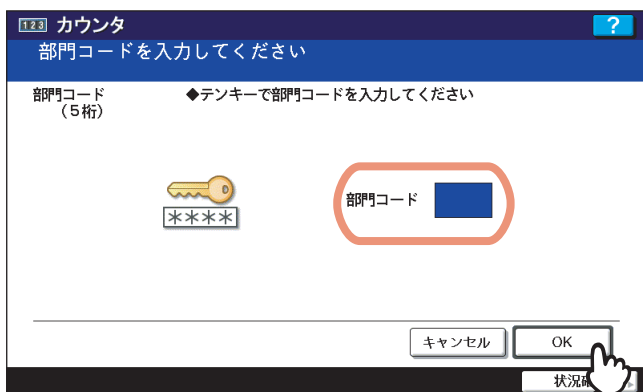 123 カウンタ ?
部門コードを入力してください
部門コード ◆テンキーで部門コードを入力してください
(5桁)
部門コード
****
キャンセル OK
状況